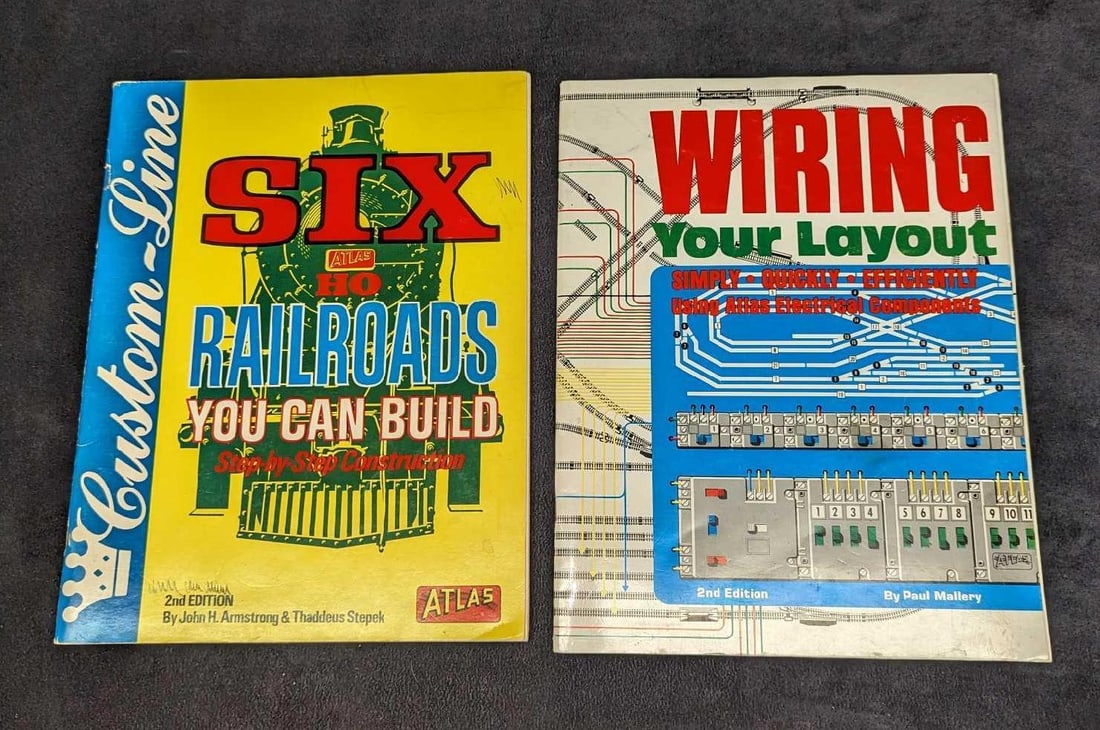 Custom-Line
SIX
ATLAS
HO
RAILROADS
YOU CAN BUILD
Step-by-Step Construction
2nd EDITION
By John H. Armstrong & Thaddeus Stepek
ATLAS
WIRING
Your Layout
SIMPLY • QUICKLY • EFFICIENTLY
Using Atlas Electrical Components
1 2 3 4 5 6 7 8 9 10 11
2nd Edition
By Paul Mallery